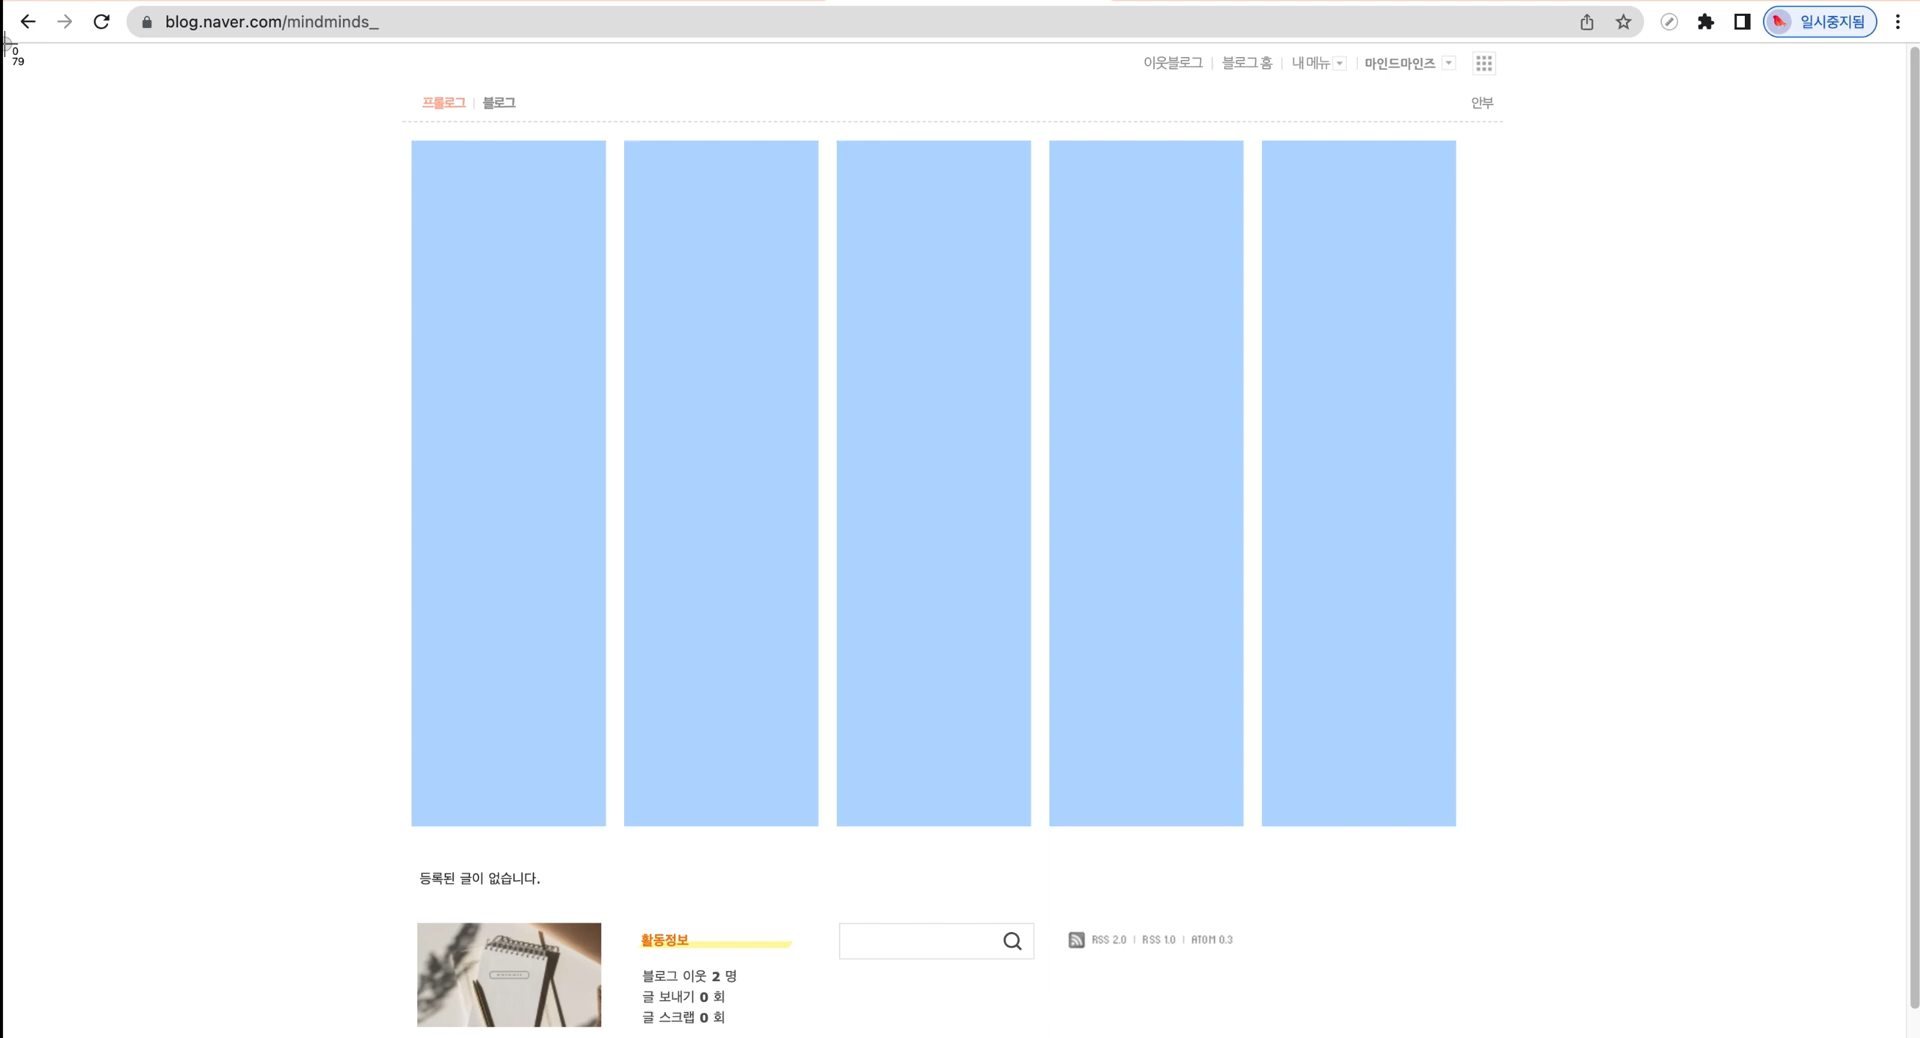 blog.naver.com/mindminds_
일시중지됨
0
79
이웃블로그 | 블로그 홈 | 내 메뉴 | 마인드마인즈
프롤로그 | 블로그
안부
등록된 글이 없습니다.
활동정보
블로그 이웃 2 명
글 보내기 0 회
글 스크랩 0 회
RSS 2.0 | RSS 1.0 | ATOM 0.3